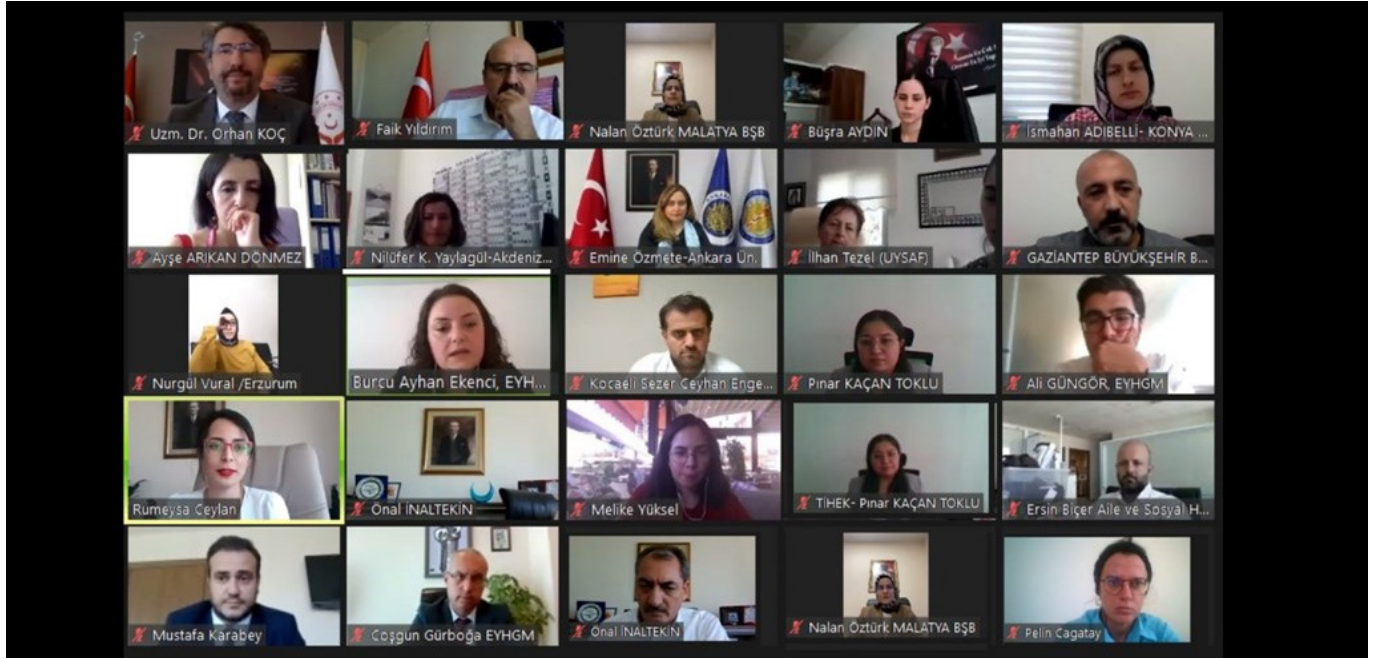 Uzm. Dr. Orhan KOÇ
Faik Yıldırım
Nalan Öztürk MALATYA BŞB
Büşra AYDIN
İsmahan ADIBELLİ- KONYA ...
Ayşe ARIKAN DÖNMEZ
Nilüfer K. Yaylagül-Akdeniz...
Emine Özmete-Ankara Ün.
İlhan Tezel (UYSAF)
GAZİANTEP BÜYÜKŞEHİR B...
Nurgül Vural /Erzurum
Burcu Ayhan Ekenci, EYH...
Kocaeli Sezer Ceyhan Enge...
Pınar KAÇAN TOKLU
Ali GÜNGÖR, EYHGM
Rumeysa Ceylan
Önal İNALTEKİN
Melike Yüksel
TİHEK- Pınar KAÇAN TOKLU
Ersin Biçer Aile ve Sosyal H...
Mustafa Karabey
Coşgun Gürboğa EYHGM
Önal İNALTEKİN
Nalan Öztürk MALATYA BŞB
Pelin Cagatay